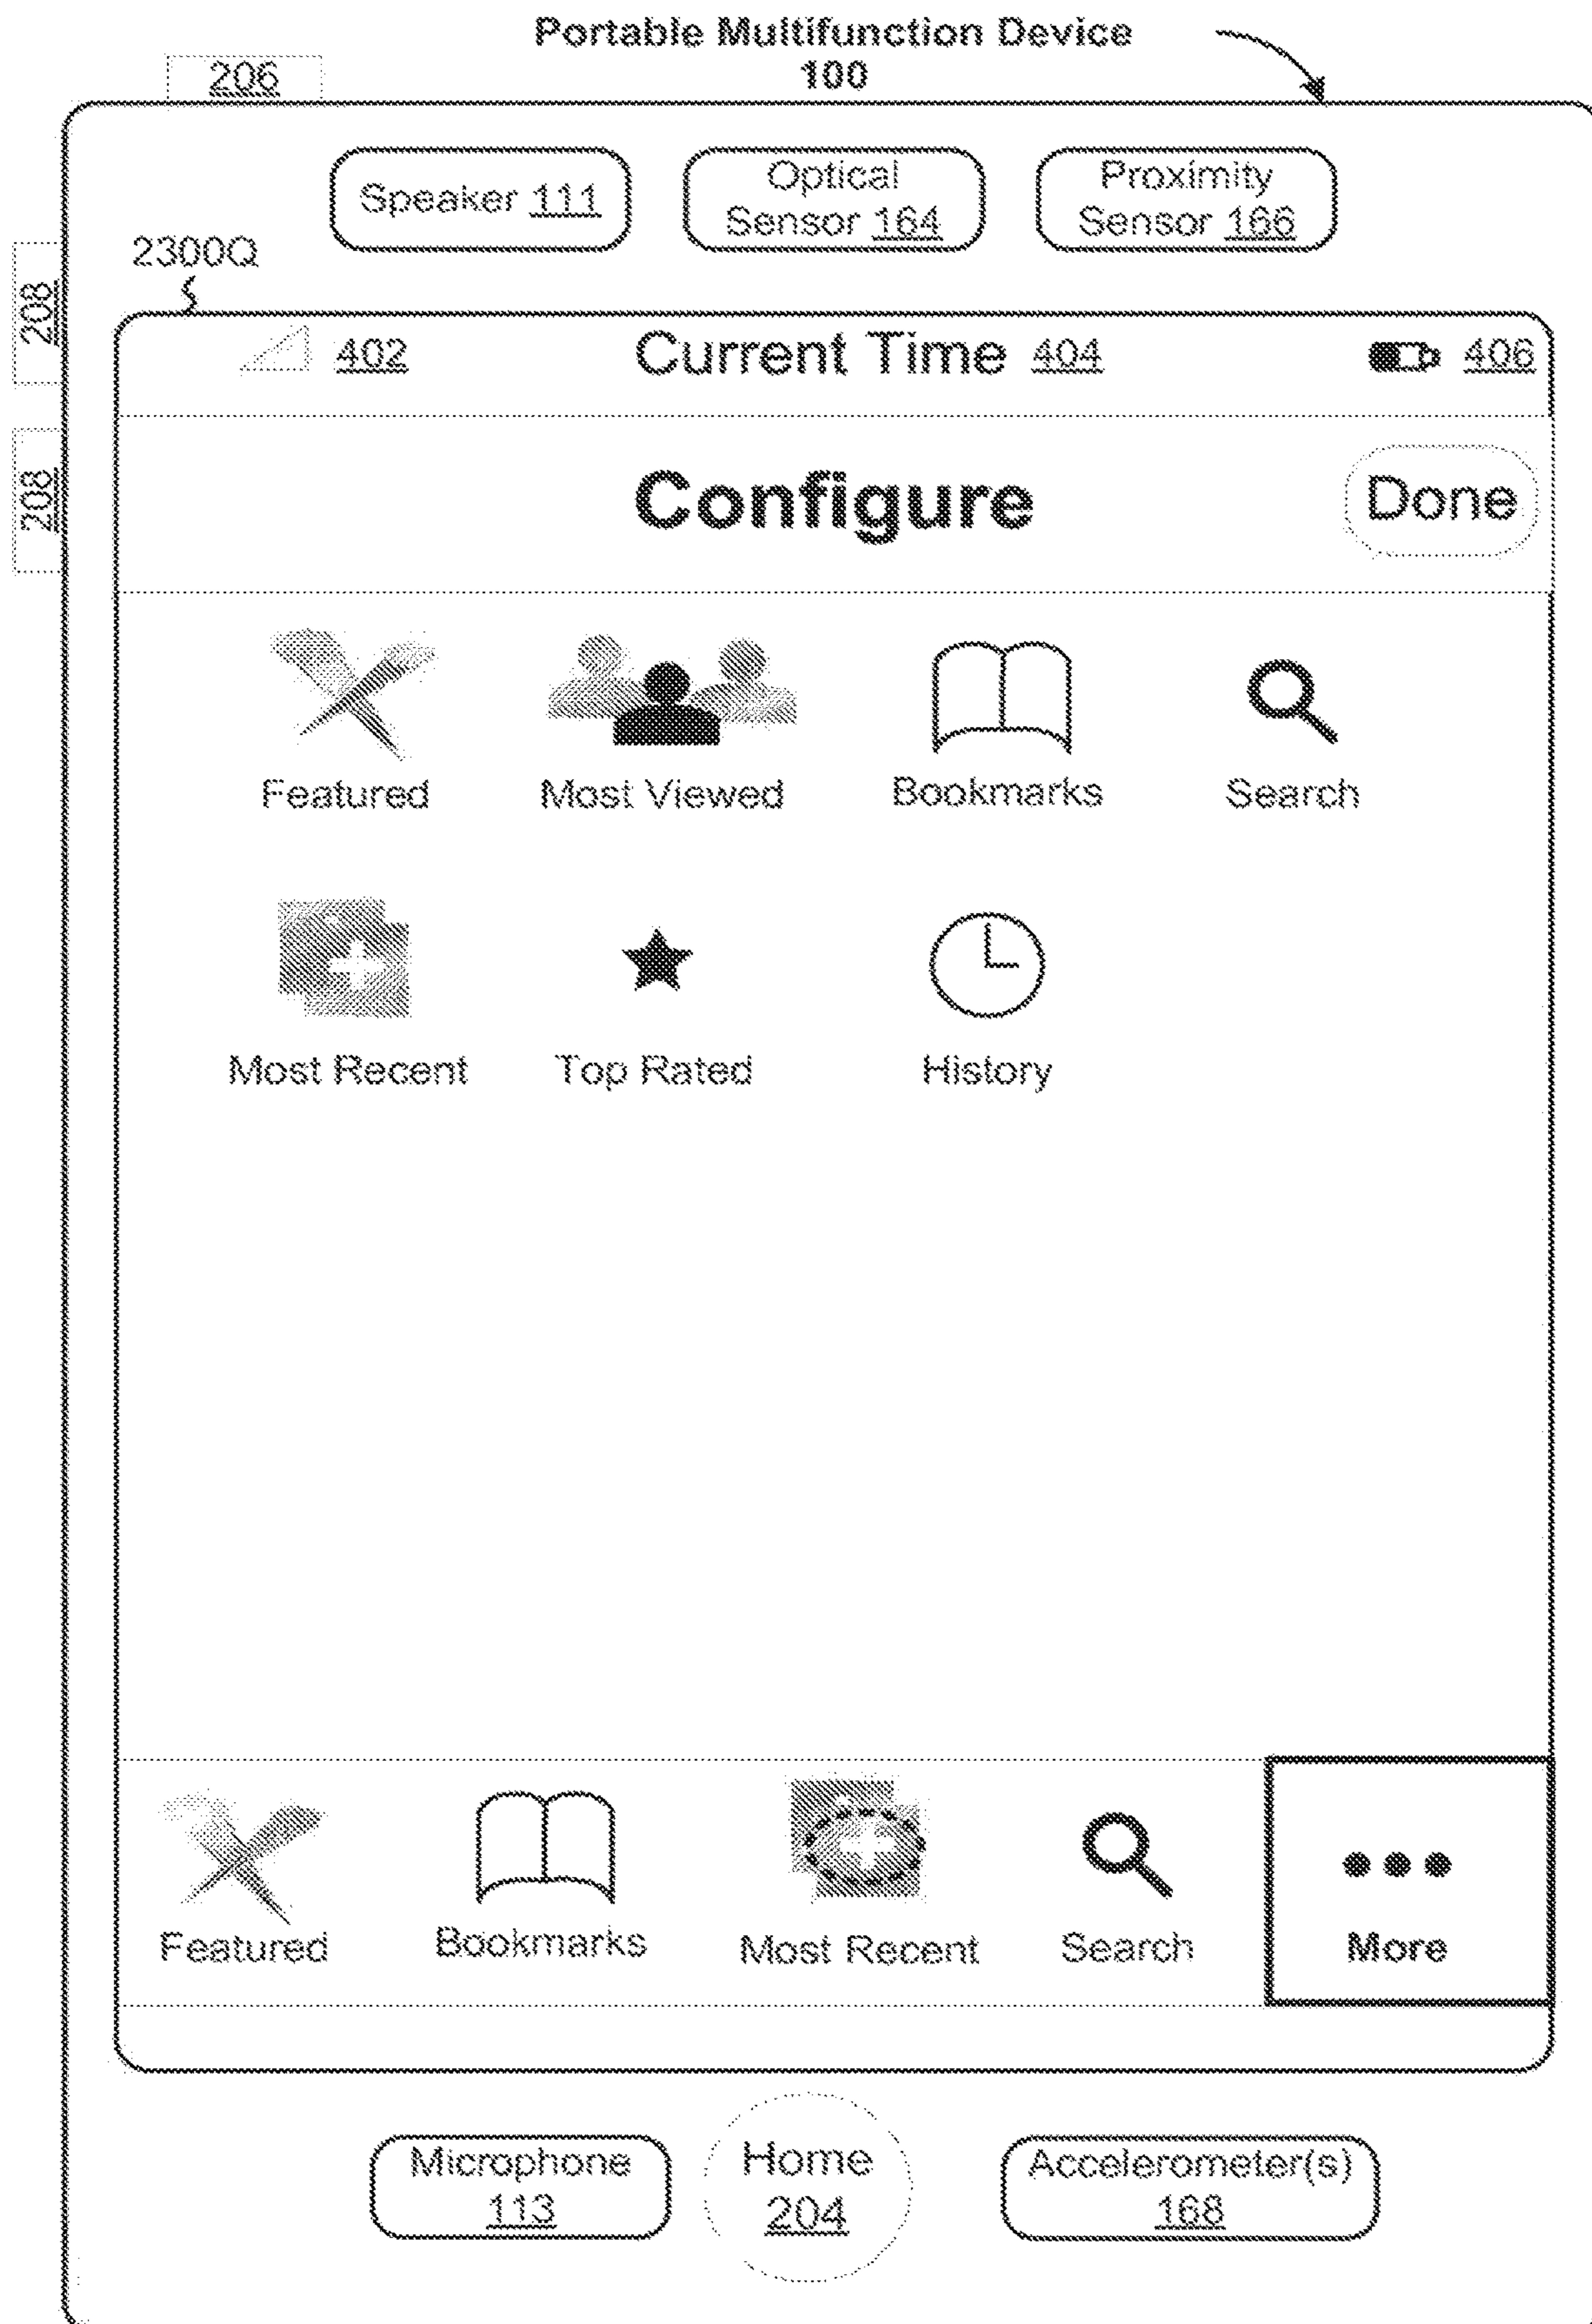 Portable Multifunction Device
100
206
Speaker 111
Optical
Sensor 164
Proximity
Sensor 166
2300Q
208
208
402
Current Time 404
406
Configure
Done
Featured
Most Viewed
Bookmarks
Search
Most Recent
Top Rated
History
Featured
Bookmarks
Most Recent
Search
More
Microphone
113
Home
204
Accelerometer(s)
168